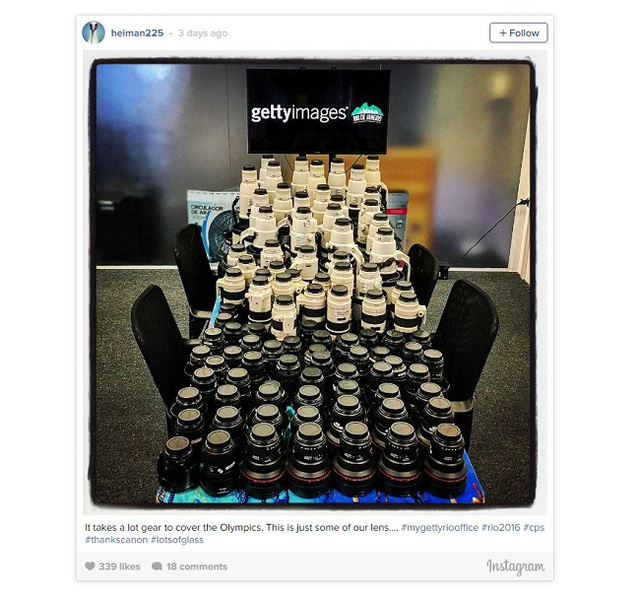 heiman225 • 3 days ago
+ Follow
gettyimages®
RIO DE JANEIRO
CIRCULADOR
DE AR
It takes a lot gear to cover the Olympics. This is just some of our lens.... #mygettyriooffice #rio2016 #cps
#thankscanon #lotsofglass
339 likes 18 comments
Instagram